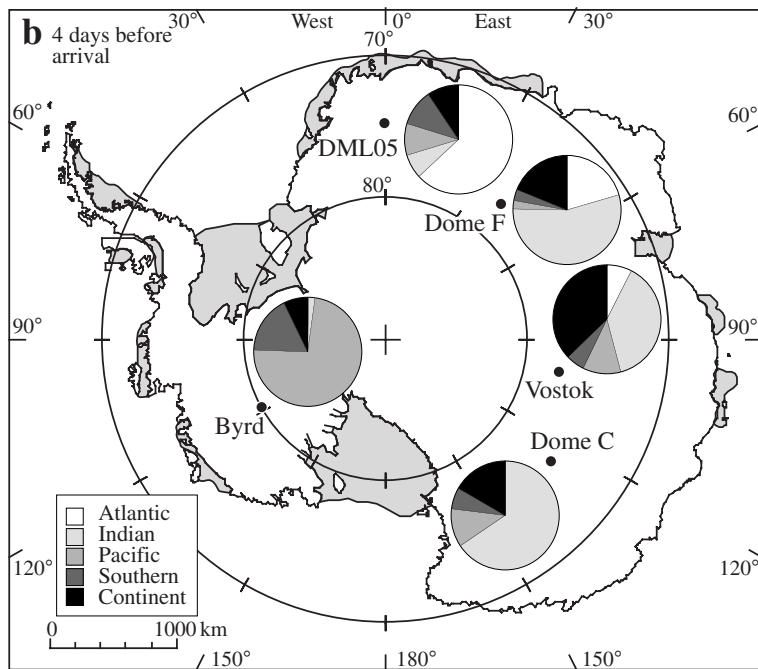 30° West 0° East 30°
b 4 days before
arrival
70°
60° 60°
DML05
80°
Dome F
90° 90°
Vostok
Byrd
Dome C
Atlantic
Indian
Pacific
Southern
Continent
120° 120°
0 1000 km
150° 180° 150°